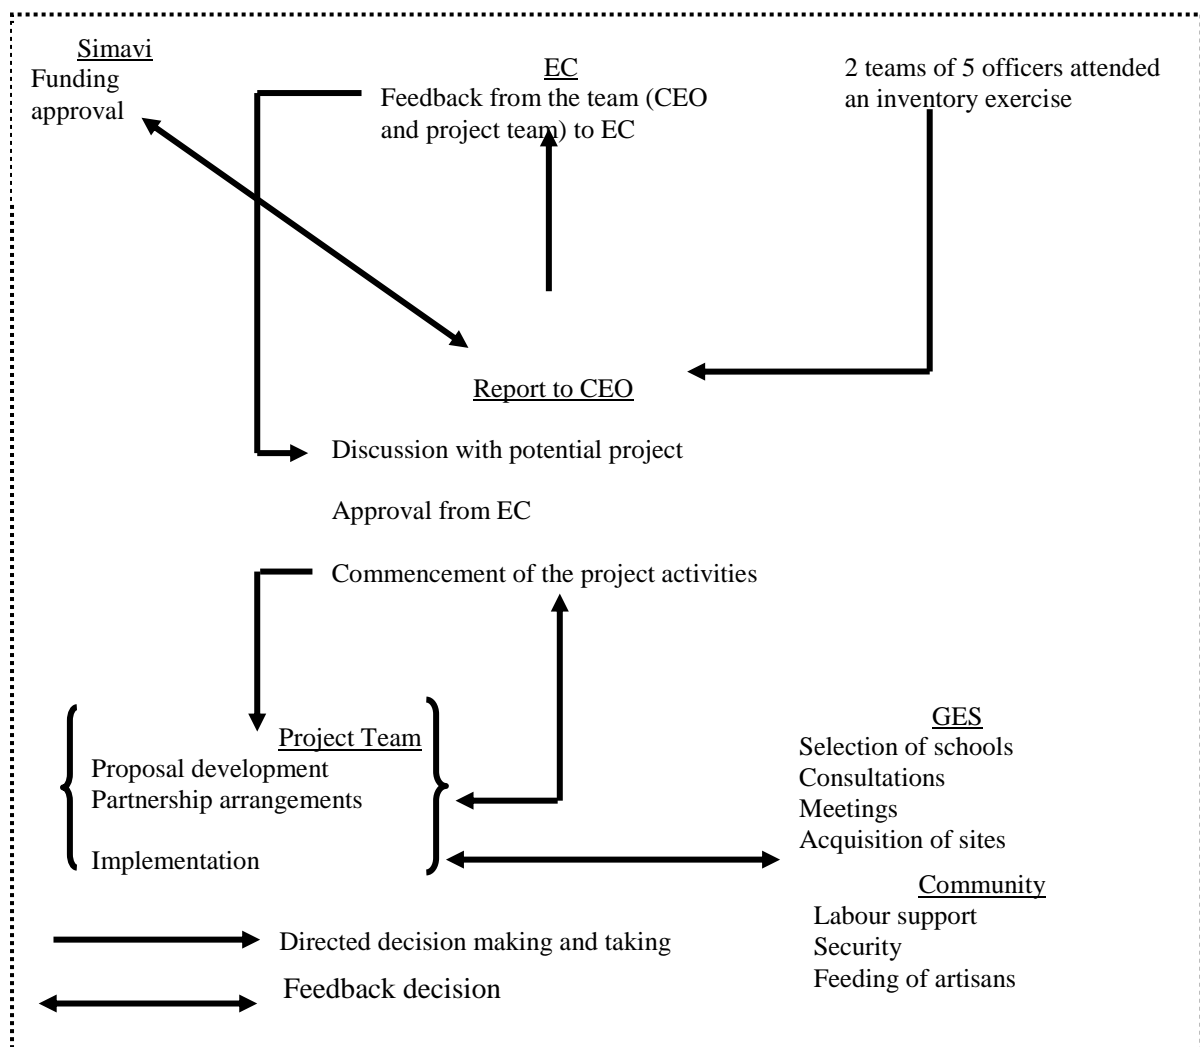 Simavi
Funding
approval
EC
Feedback from the team (CEO
and project team) to EC
2 teams of 5 officers attended
an inventory exercise
Report to CEO
Discussion with potential project
Approval from EC
Commencement of the project activities
Project Team
Proposal development
Partnership arrangements
Implementation
GES
Selection of schools
Consultations
Meetings
Acquisition of sites
Community
Labour support
Security
Feeding of artisans
Directed decision making and taking
Feedback decision